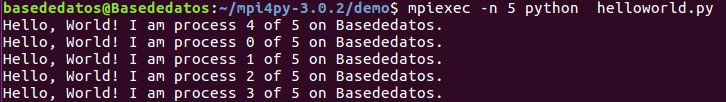 basededatos@Basededatos:~/mpi4py-3.0.2/demo$ mpiexec -n 5 python  helloworld.py
Hello, World! I am process 4 of 5 on Basededatos.
Hello, World! I am process 0 of 5 on Basededatos.
Hello, World! I am process 1 of 5 on Basededatos.
Hello, World! I am process 2 of 5 on Basededatos.
Hello, World! I am process 3 of 5 on Basededatos.